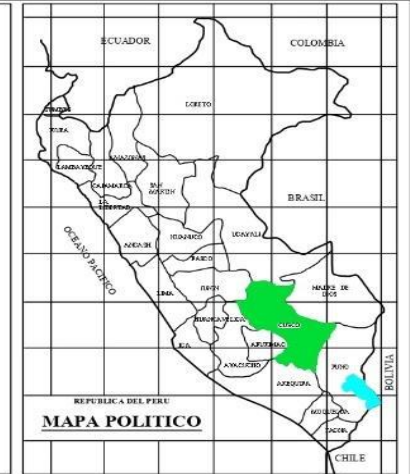 ECUADOR
COLOMBIA
LORETO
TUMBES
PIURA
AMAZONAS
LAMBAYEQUE
CAJAMARCA
SAN
MARTIN
LA
LIBERTAD
BRASIL
ANCASH
HUANUCO
UCAYALI
OCEANO PACIFICO
PASCO
LIMA
JUNIN
MADRE DE
DIOS
HUANCAVELICA
CUSCO
ICA
APURIMAC
AYACUCHO
PUNO
BOLIVIA
AREQUIPA
REPUBLICA DEL PERU
MAPA POLITICO
MOQUEGUA
TACNA
CHILE